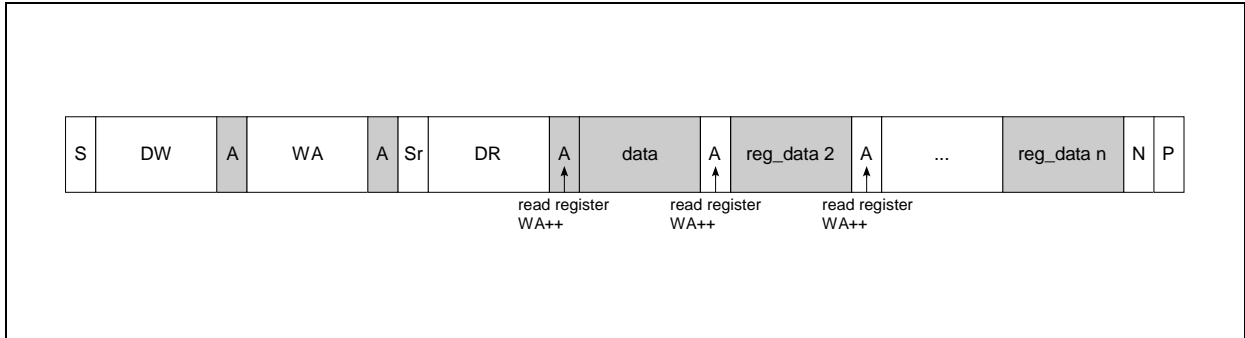 S DW A WA A Sr DR A data A reg_data 2 A ... reg_data n N P
read register read register read register
WA++ WA++ WA++